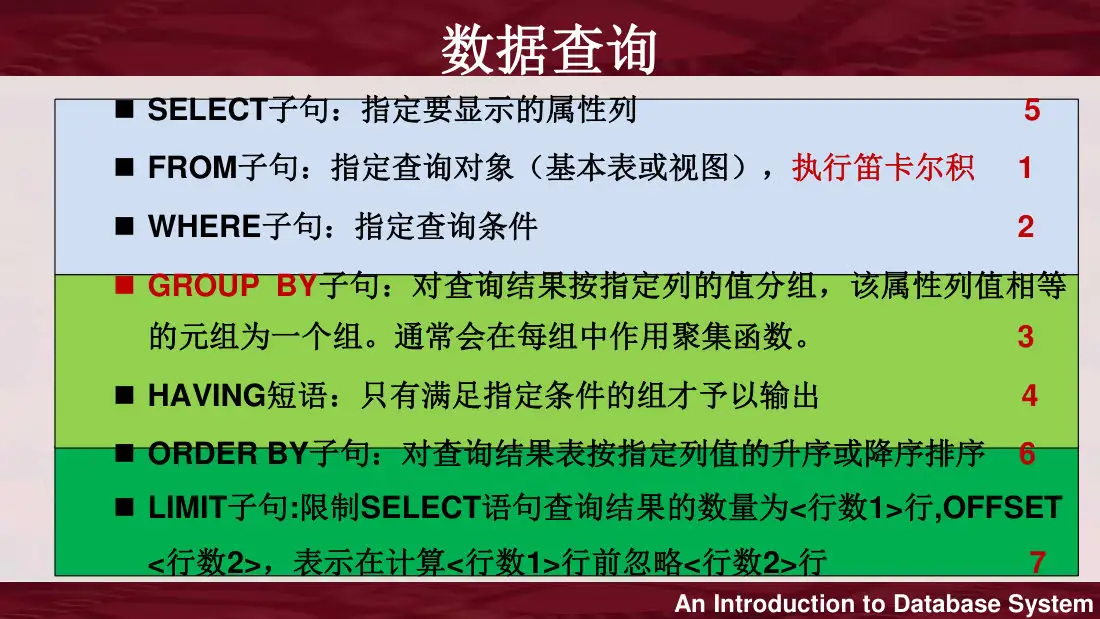 数据查询
■ SELECT子句：指定要显示的属性列 5
■ FROM子句：指定查询对象（基本表或视图），执行笛卡尔积 1
■ WHERE子句：指定查询条件 2
■ GROUP BY子句：对查询结果按指定列的值分组，该属性列值相等
的元组为一个组。通常会在每组中作用聚集函数。 3
■ HAVING短语：只有满足指定条件的组才予以输出 4
■ ORDER BY子句：对查询结果表按指定列值的升序或降序排序 6
■ LIMIT子句:限制SELECT语句查询结果的数量为<行数1>行,OFFSET
<行数2>，表示在计算<行数1>行前忽略<行数2>行 7
An Introduction to Database System